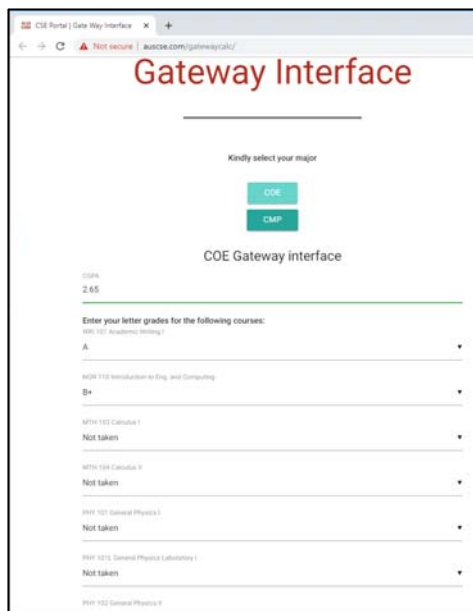 CSE Portal | Gate Way Interface
Not secure | auscse.com/gatewaycalc/
Gateway Interface
Kindly select your major
COE
CMP
COE Gateway interface
CGPA
2.65
Enter your letter grades for the following courses:
WRI 101 Academic Writing I
A
NGN 110 Introduction to Eng. and Computing
B+
MTH 103 Calculus I
Not taken
MTH 104 Calculus II
Not taken
PHY 101 General Physics I
Not taken
PHY 101L General Physics Laboratory I
Not taken
PHY 102 General Physics II